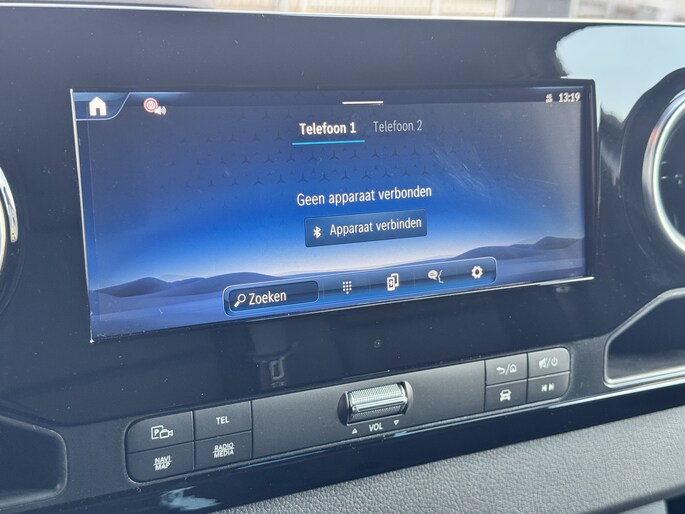 13:19
Telefoon 1 Telefoon 2
Geen apparaat verbonden
Apparaat verbinden
Zoeken
P
TEL
NAVI
MAP
RADIO
MEDIA
VOL